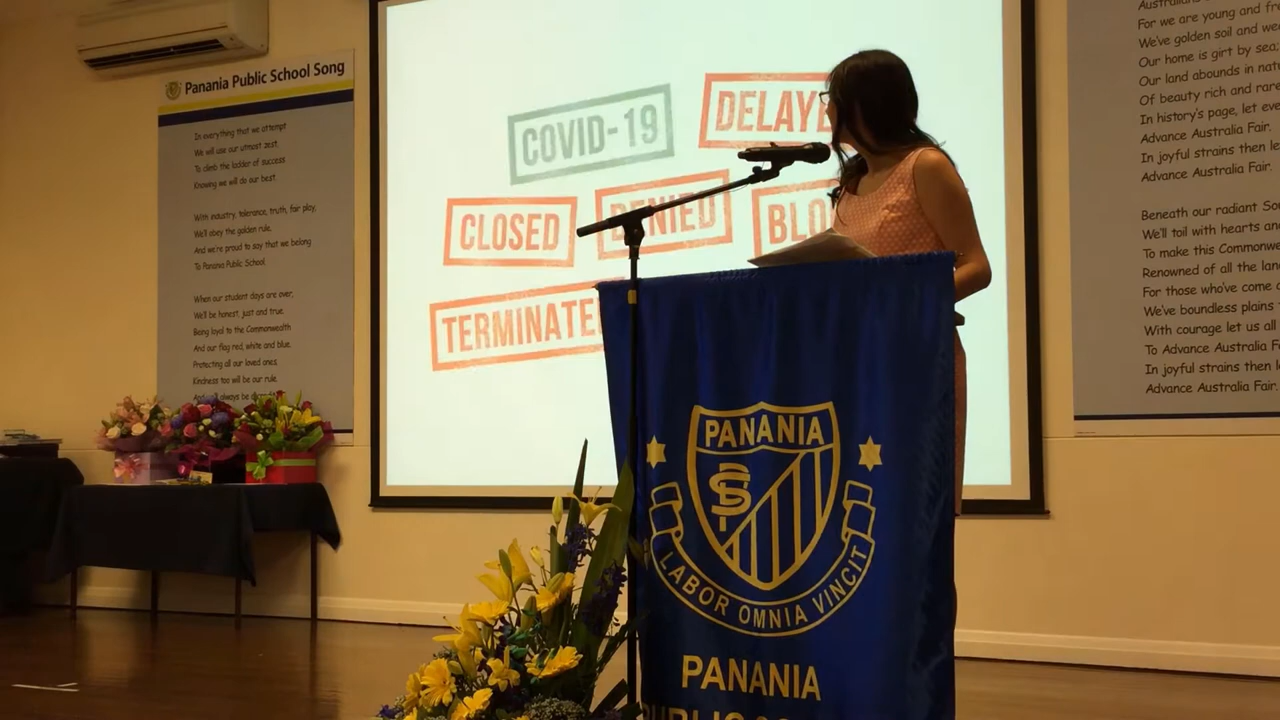 Panania Public School Song
In everything that we attempt
We will use our utmost zest,
To climb the ladder of success
Knowing we will do our best.
With industry, tolerance, truth, fair play,
We'll obey the golden rule.
And we're proud to say that we belong
To Panania Public School.
When our student days are over,
We'll be honest, just and true.
Being loyal to the Commonwealth
And our flag red, white and blue.
Protecting all our loved ones,
Kindness too will be our rule.
always be
COVID-19
DELAYE
CLOSED
DENIED
BLO
TERMINATE
PANANIA
PS
LABOR OMNIA VINCIT
PANANIA
PUBLIC
Australians
For we are young and fre
We've golden soil and wea
Our home is girt by sea;
Our land abounds in natu
Of beauty rich and rare
In history's page, let eve
Advance Australia Fair.
In joyful strains then le
Advance Australia Fair.
Beneath our radiant Sou
We'll toil with hearts and
To make this Commonwe
Renowned of all the lan
For those who've come a
We've boundless plains
With courage let us all
To Advance Australia F
In joyful strains then l
Advance Australia Fair.